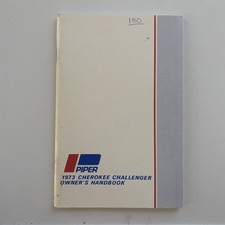 180
PIPER
1973 CHEROKEE CHALLENGER
OWNER'S HANDBOOK